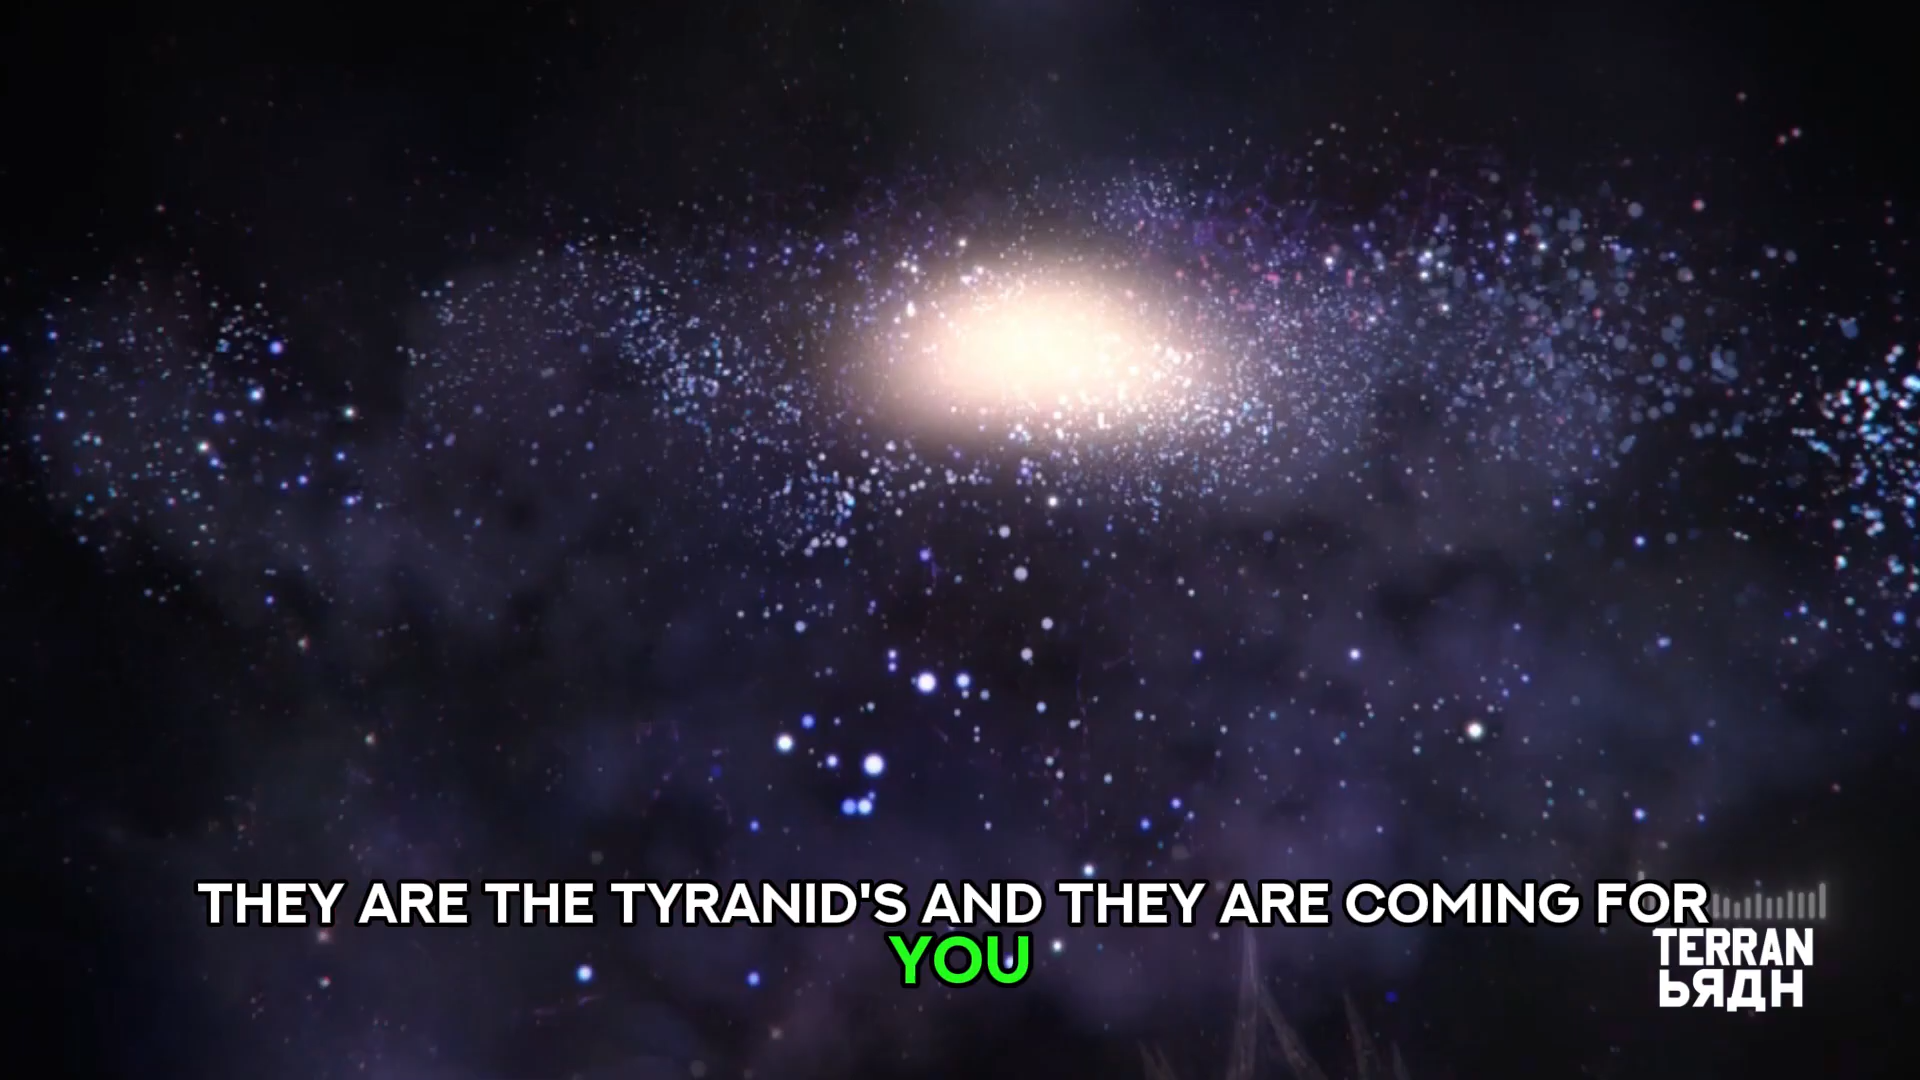 THEY ARE THE TYRANID'S AND THEY ARE COMING FOR
YOU
TERRAN
ЬЯДН